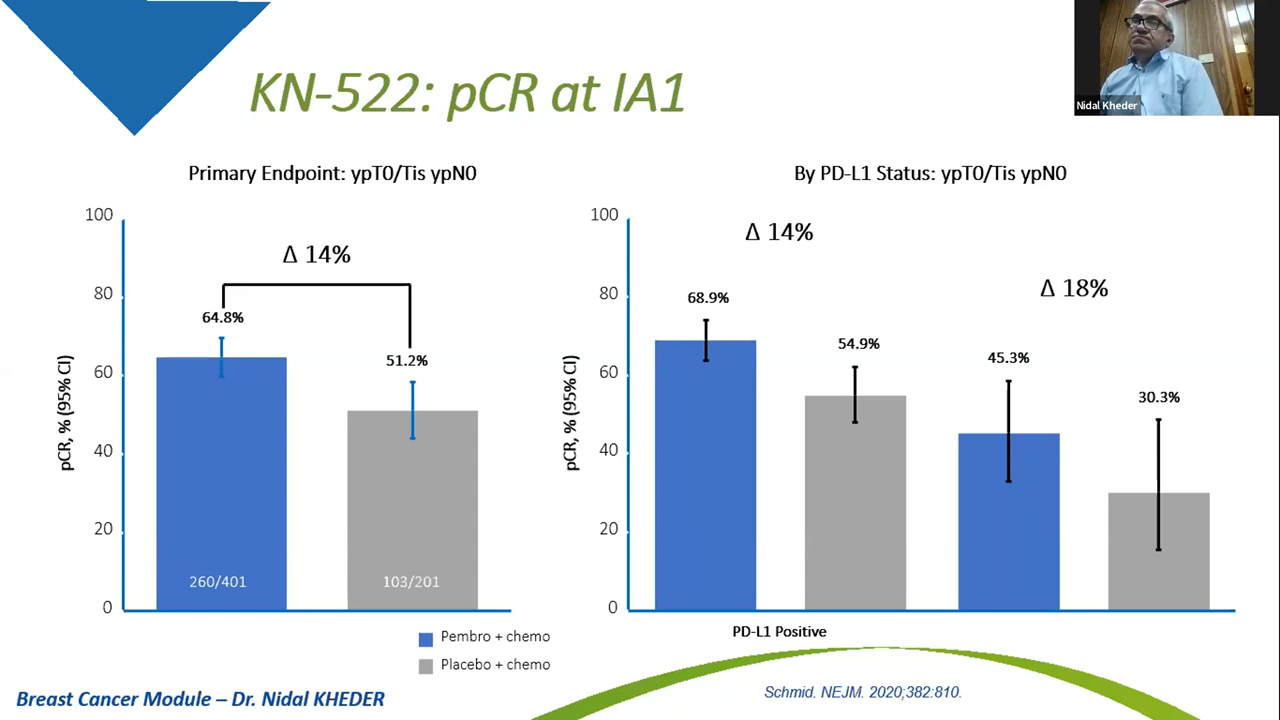 KN-522: pCR at IA1
Nidal Kheder
Primary Endpoint: ypT0/Tis ypN0
pCR, % (95% CI)
100
80
60
40
20
0
Δ 14%
64.8%
51.2%
260/401
103/201
Pembro + chemo
Placebo + chemo
By PD-L1 Status: ypT0/Tis ypN0
pCR, % (95% CI)
100
80
60
40
20
0
Δ 14%
Δ 18%
68.9%
54.9%
45.3%
30.3%
PD-L1 Positive
Breast Cancer Module – Dr. Nidal KHEDER
Schmid. NEJM. 2020;382:810.